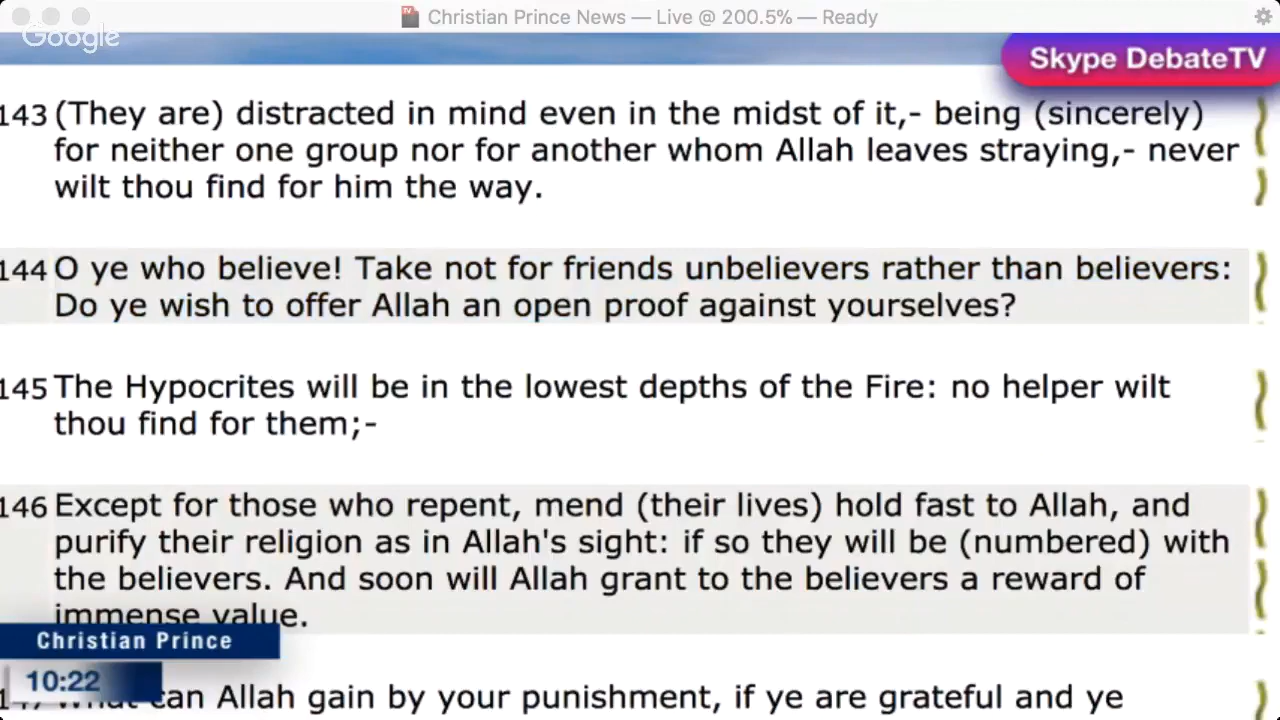 Christian Prince News — Live @ 200.5% — Ready
Google
Skype DebateTV
143 (They are) distracted in mind even in the midst of it,- being (sincerely)
for neither one group nor for another whom Allah leaves straying,- never
wilt thou find for him the way.
144 O ye who believe! Take not for friends unbelievers rather than believers:
Do ye wish to offer Allah an open proof against yourselves?
145 The Hypocrites will be in the lowest depths of the Fire: no helper wilt
thou find for them;-
146 Except for those who repent, mend (their lives) hold fast to Allah, and
purify their religion as in Allah's sight: if so they will be (numbered) with
the believers. And soon will Allah grant to the believers a reward of
immense value.
Christian Prince
10:22
can Allah gain by your punishment, if ye are grateful and ye